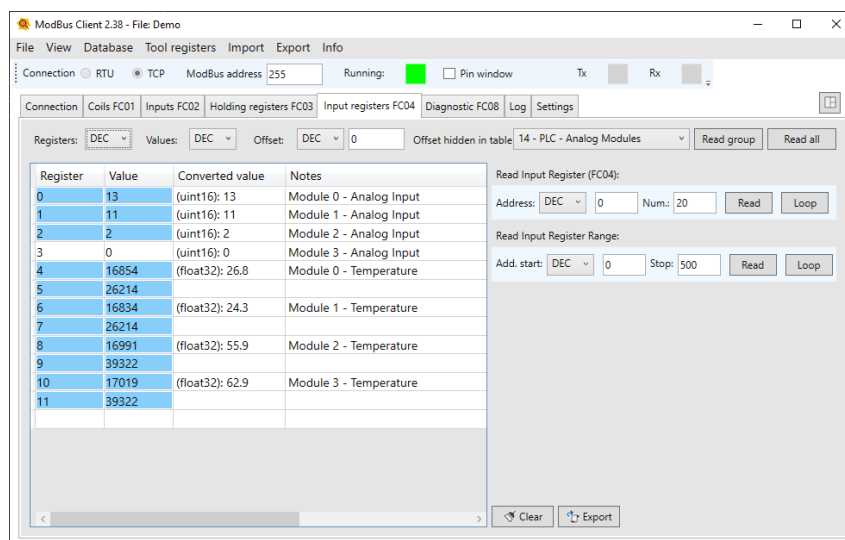 ModBus Client 2.38 - File: Demo
File View Database Tool registers Import Export Info
Connection RTU TCP ModBus address 255 Running: Pin window Tx Rx
Connection Coils FC01 Inputs FC02 Holding registers FC03 Input registers FC04 Diagnostic FC08 Log Settings
Registers: DEC Values: DEC Offset: DEC 0 Offset hidden in table 14 - PLC - Analog Modules Read group Read all
Register Value Converted value Notes
0 13 (uint16): 13 Module 0 - Analog Input
1 11 (uint16): 11 Module 1 - Analog Input
2 2 (uint16): 2 Module 2 - Analog Input
3 0 (uint16): 0 Module 3 - Analog Input
4 16854 (float32): 26.8 Module 0 - Temperature
5 26214
6 16834 (float32): 24.3 Module 1 - Temperature
7 26214
8 16991 (float32): 55.9 Module 2 - Temperature
9 39322
10 17019 (float32): 62.9 Module 3 - Temperature
11 39322
Read Input Register (FC04):
Address: DEC 0 Num.: 20 Read Loop
Read Input Register Range:
Add. start: DEC 0 Stop: 500 Read Loop
Clear Export